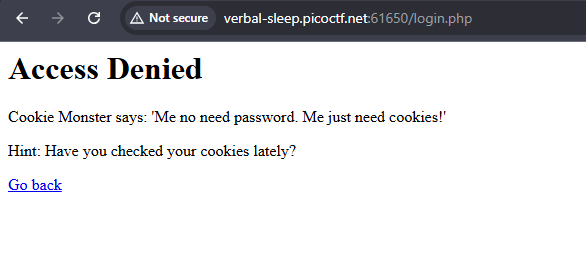 Not secure verbal-sleep.picoctf.net:61650/login.php
Access Denied
Cookie Monster says: 'Me no need password. Me just need cookies!'
Hint: Have you checked your cookies lately?
Go back